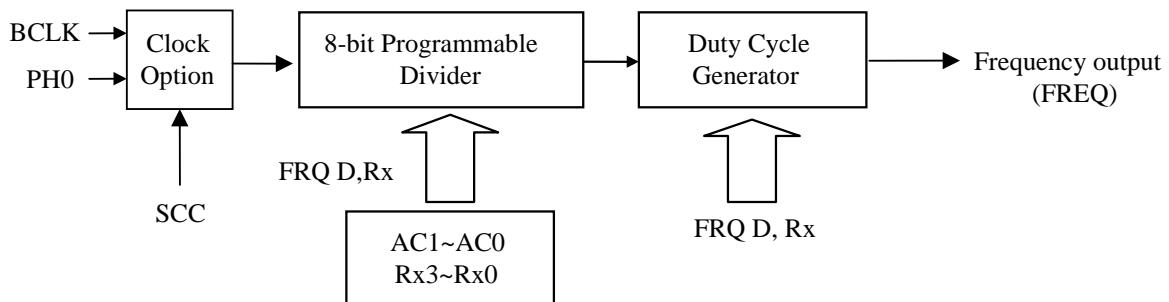 BCLK
PH0
Clock
Option
8-bit Programmable
Divider
Duty Cycle
Generator
Frequency output
(FREQ)
SCC
FRQ D,Rx
AC1~AC0
Rx3~Rx0
FRQ D, Rx